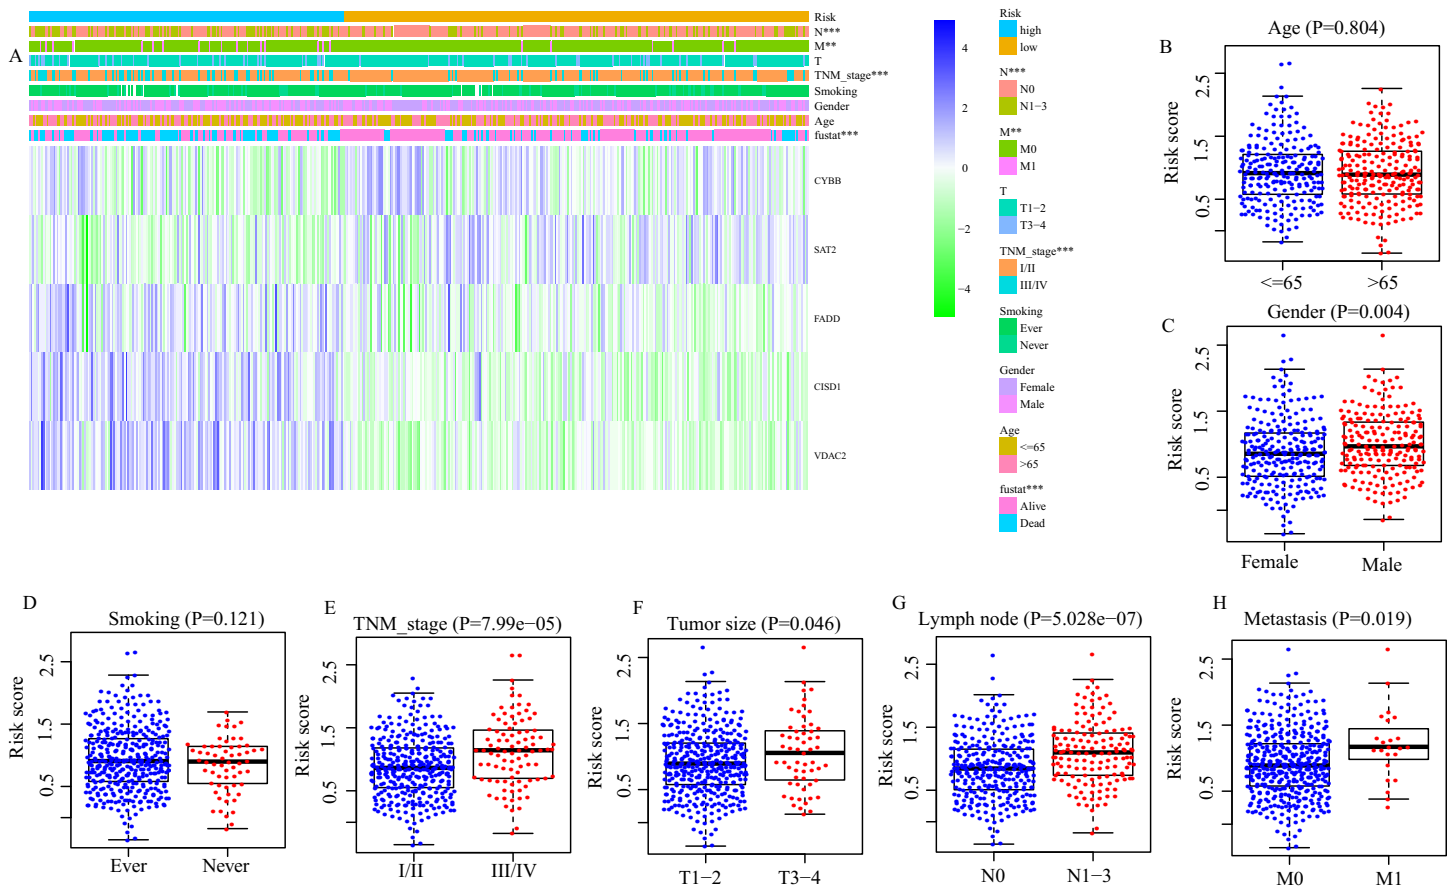 A
Risk
N***
M**
T
TNM_stage***
Smoking
Gender
Age
fustat***
CYBB
SAT2
FADD
CISD1
VDAC2
4
2
0
−2
−4
Risk
high
low
N***
N0
N1−3
M**
M0
M1
T
T1−2
T3−4
TNM_stage***
I/II
III/IV
Smoking
Ever
Never
Gender
Female
Male
Age
<=65
>65
fustat***
Alive
Dead
B
Age (P=0.804)
Risk score
2.5
1.5
0.5
<=65
>65
C
Gender (P=0.004)
Risk score
2.5
1.5
0.5
Female
Male
D
Smoking (P=0.121)
Risk score
2.5
1.5
0.5
Ever
Never
E
TNM_stage (P=7.99e−05)
Risk score
2.5
1.5
0.5
I/II
III/IV
F
Tumor size (P=0.046)
Risk score
2.5
1.5
0.5
T1−2
T3−4
G
Lymph node (P=5.028e−07)
Risk score
2.5
1.5
0.5
N0
N1−3
H
Metastasis (P=0.019)
Risk score
2.5
1.5
0.5
M0
M1